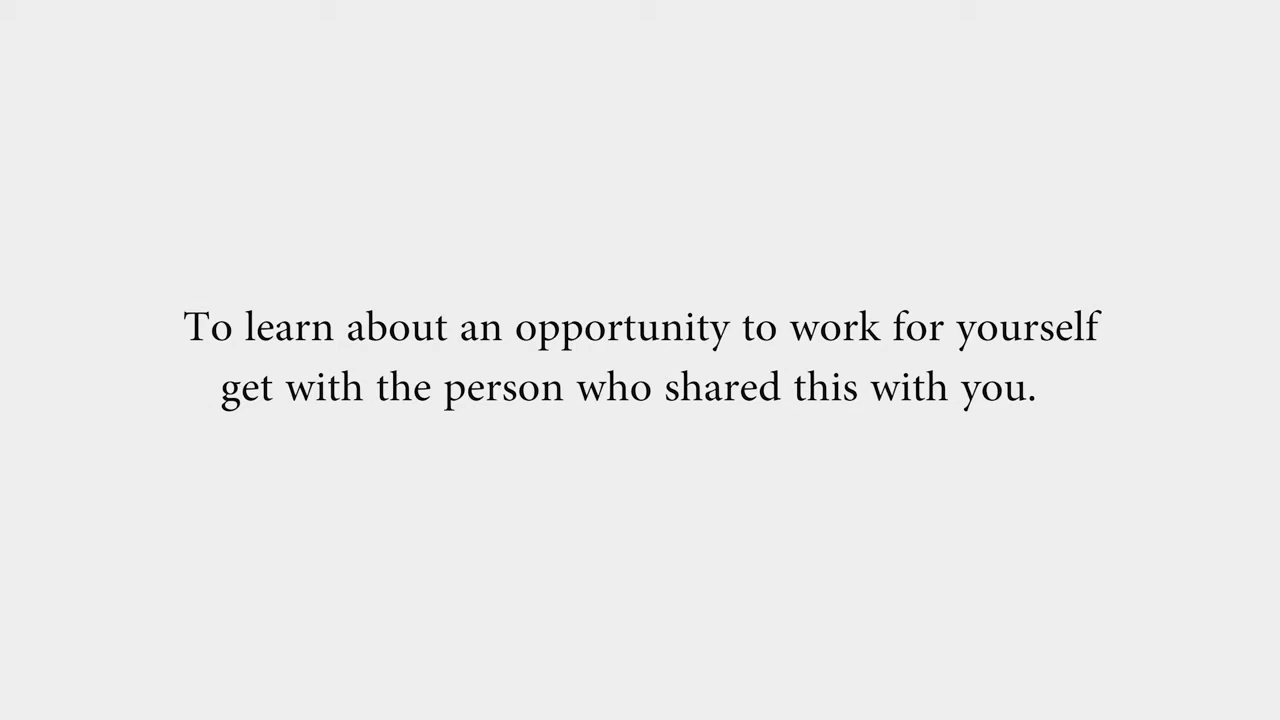 To learn about an opportunity to work for yourself
get with the person who shared this with you.